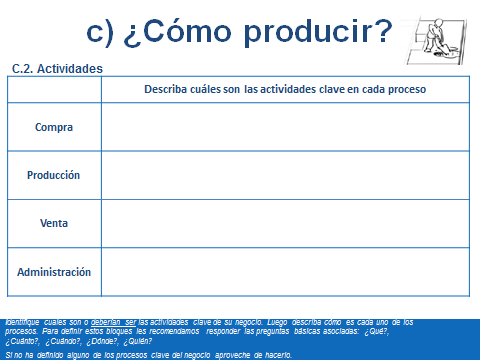 c) ¿Cómo producir?
C.2. Actividades
Describa cuáles son las actividades clave en cada proceso
Compra
Producción
Venta
Administración
Identifique cuáles son o deberían ser las actividades clave de su negocio. Luego describa cómo es cada uno de los
procesos. Para definir estos bloques les recomendamos responder las preguntas básicas asociadas: ¿Qué?,
¿Cuánto?, ¿Cuándo?, ¿Dónde?, ¿Quién?
Si no ha definido alguno de los procesos clave del negocio aproveche de hacerlo.